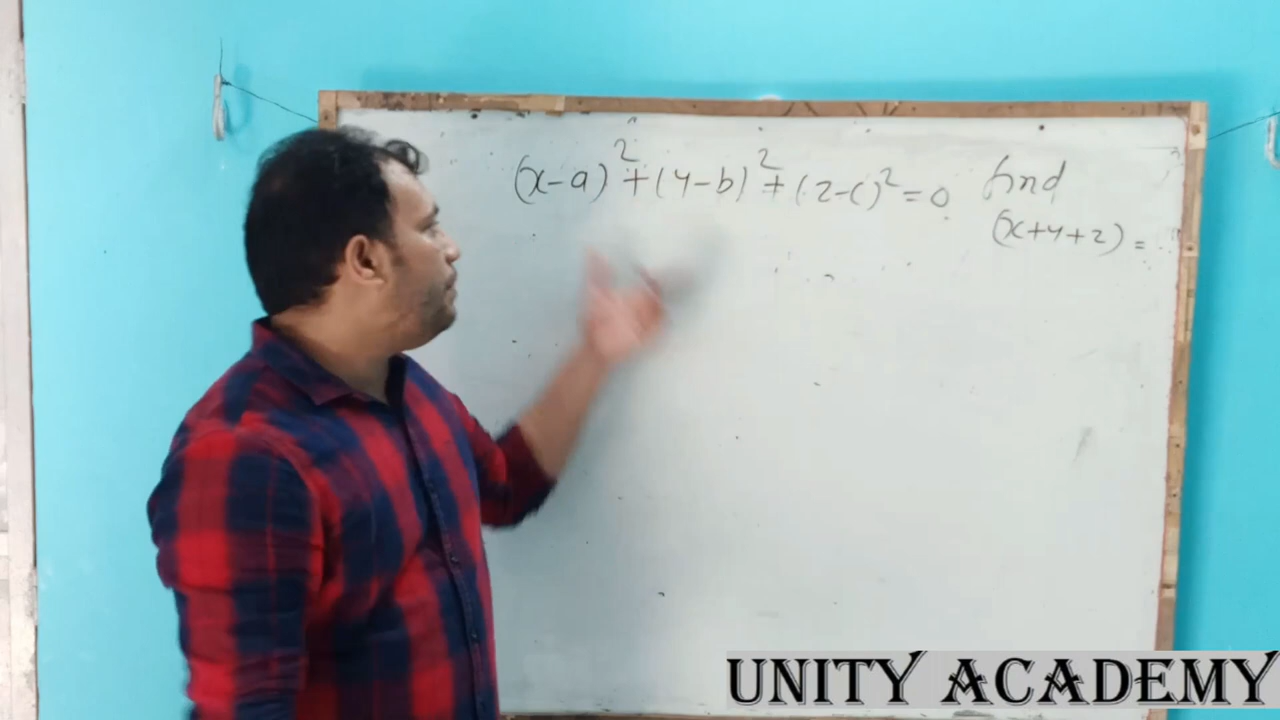 (x-a)²+(y-b)²+(z-c)²=0 find
(x+y+z)=
UNITY ACADEMY